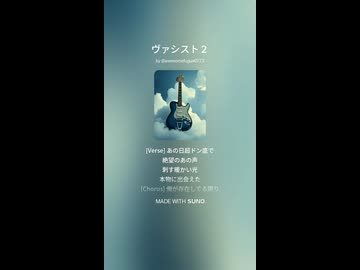 ヴァシスト２
[Verse] あの日超ドン底で
絶望のあの声
刺す暖かい光
本物に出会えた
[Chorus] 俺が存在してる限り
MADE WITH SUNO